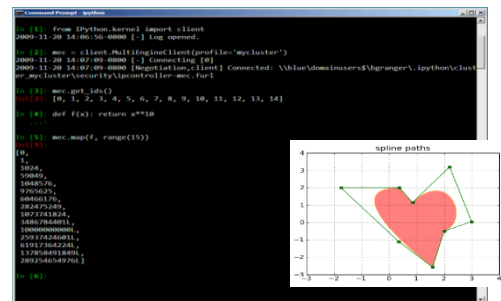 Command Prompt - ipython
In [1]: from IPython.kernel import client
2009-11-20 14:06:56-0800 [-] Log opened.
In [2]: mec = client.MultiEngineClient(profile='mycluster')
2009-11-20 14:07:09-0800 [-] Connecting [0]
2009-11-20 14:07:09-0800 [Negotiation,client] Connected: \\blue\domainusers$\bgranger\.ipython\clust
er_mycluster\security\ipcontroller-mec.furl
In [3]: mec.get_ids()
Out[3]: [0, 1, 2, 3, 4, 5, 6, 7, 8, 9, 10, 11, 12, 13, 14]
In [4]: def f(x): return x**10
...:
In [5]: mec.map(f, range(15))
Out[5]:
[0,
1,
1024,
59049,
1048576,
9765625,
60466176,
282475249,
1073741824,
3486784401L,
10000000000L,
25937424601L,
61917364224L,
137858491849L,
289254654976L]
In [6]:
spline paths
4
3
2
1
0
−1
−2
−3
−3 −2 −1 0 1 2 3 4